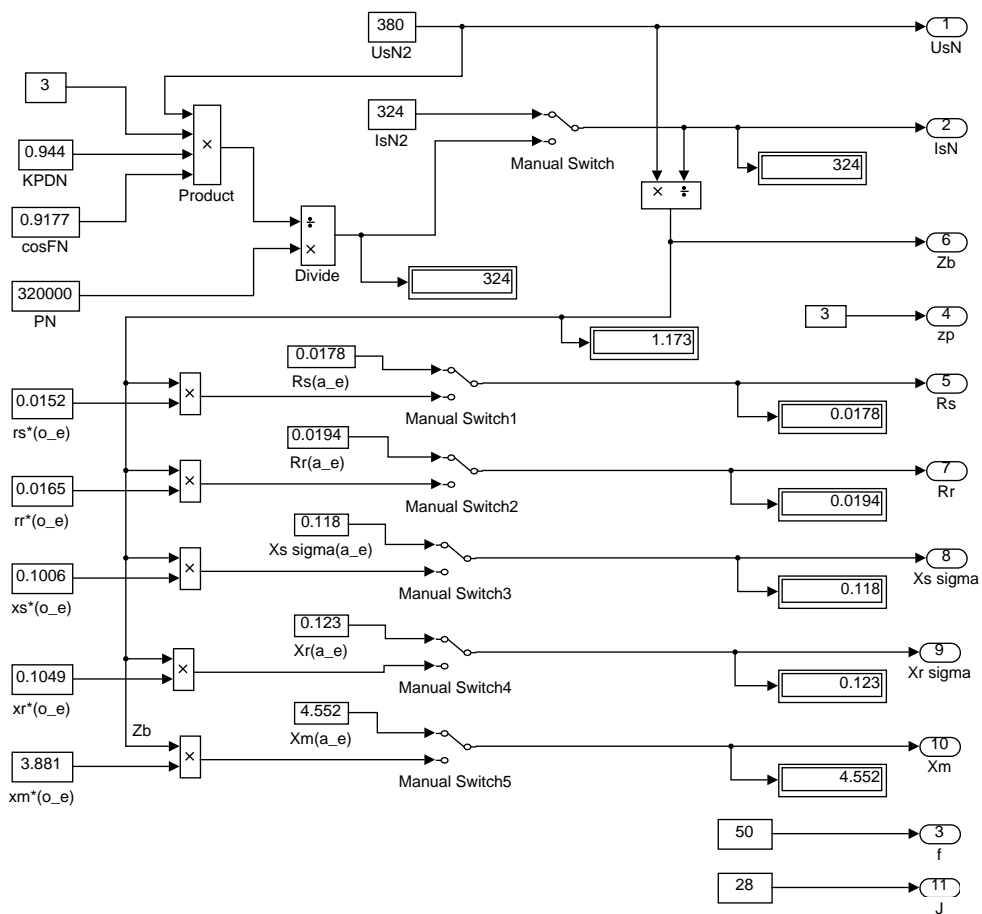 380
UsN2
1
UsN
3
324
IsN2
Manual Switch
2
IsN
324
0.944
KPDN
×
Product
0.9177
cosFN
÷
×
Divide
× ÷
6
Zb
324
320000
PN
3
4
zp
1.173
0.0178
Rs(a_e)
Manual Switch1
5
Rs
0.0178
0.0152
rs*(o_e)
×
0.0194
Rr(a_e)
Manual Switch2
7
Rr
0.0194
0.0165
rr*(o_e)
×
0.118
Xs sigma(a_e)
Manual Switch3
8
Xs sigma
0.118
0.1006
xs*(o_e)
×
0.123
Xr(a_e)
Manual Switch4
9
Xr sigma
0.123
0.1049
xr*(o_e)
×
Zb
4.552
Xm(a_e)
Manual Switch5
10
Xm
4.552
3.881
xm*(o_e)
×
50
3
f
28
11
J